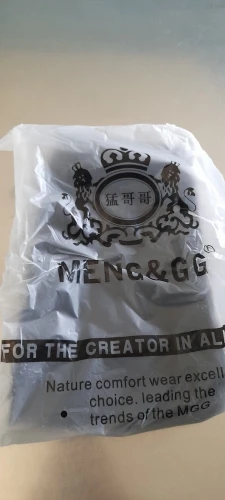 猛哥哥
MENC&GG®
FOR THE CREATOR IN AL
Nature comfort wear excell
choice. leading the
trends of the MGG